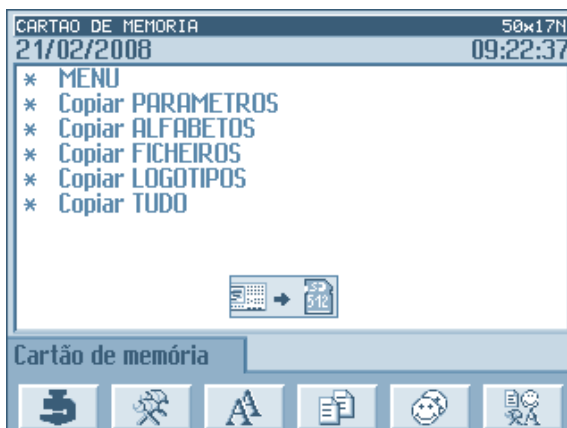 CARTAO DE MEMORIA 50x17N
21/02/2008 09:22:37
* MENU
* Copiar PARAMETROS
* Copiar ALFABETOS
* Copiar FICHEIROS
* Copiar LOGOTIPOS
* Copiar TUDO
SD
512
Cartão de memória